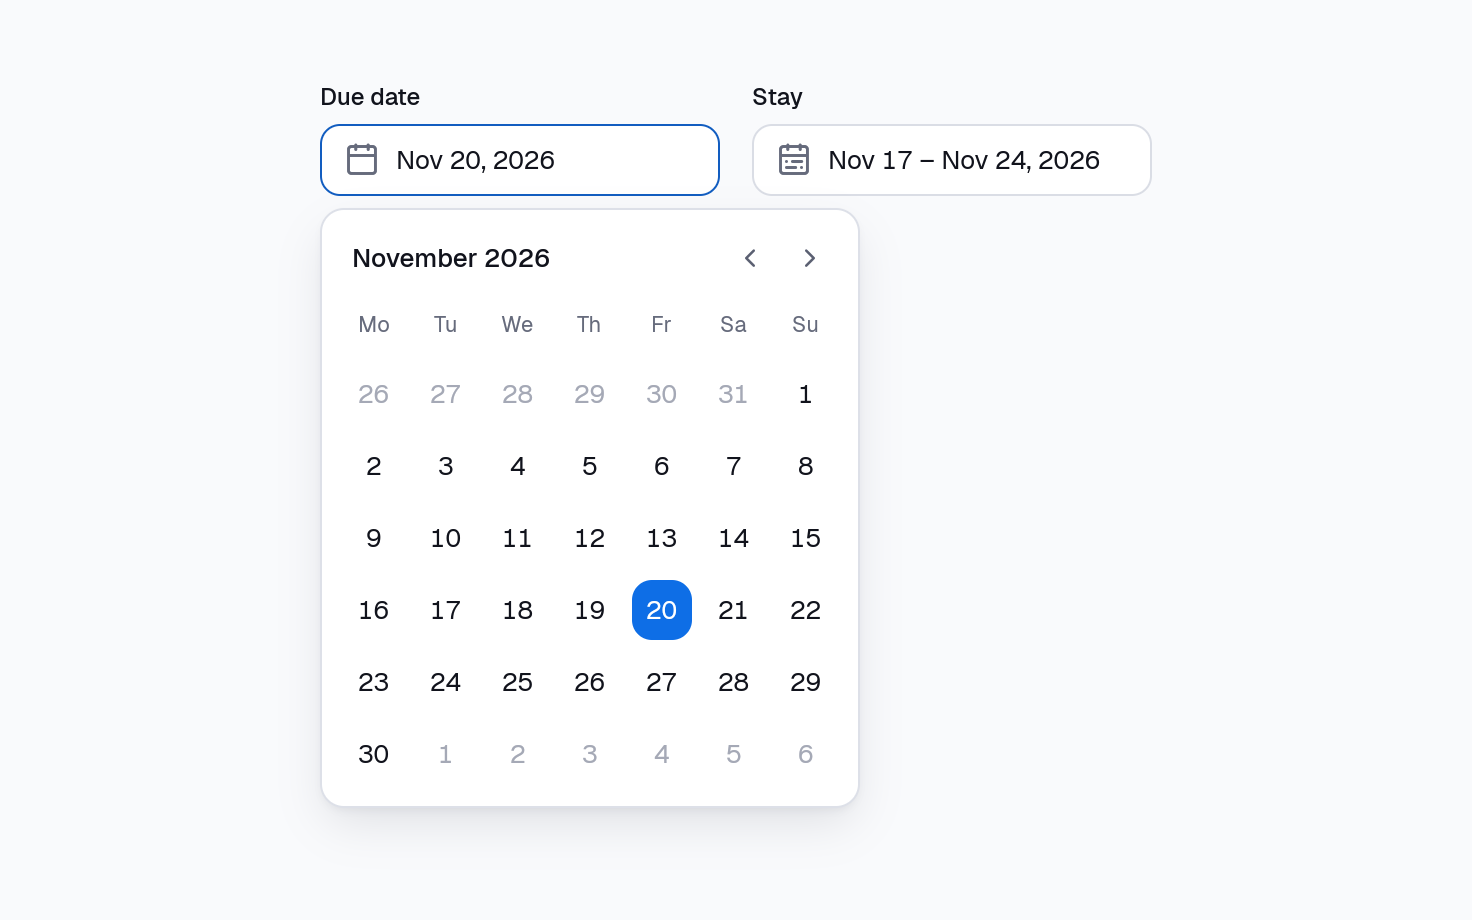 Due date
Stay
Nov 20, 2026
Nov 17 – Nov 24, 2026
November 2026
Mo Tu We Th Fr Sa Su
26 27 28 29 30 31 1
2 3 4 5 6 7 8
9 10 11 12 13 14 15
16 17 18 19 20 21 22
23 24 25 26 27 28 29
30 1 2 3 4 5 6